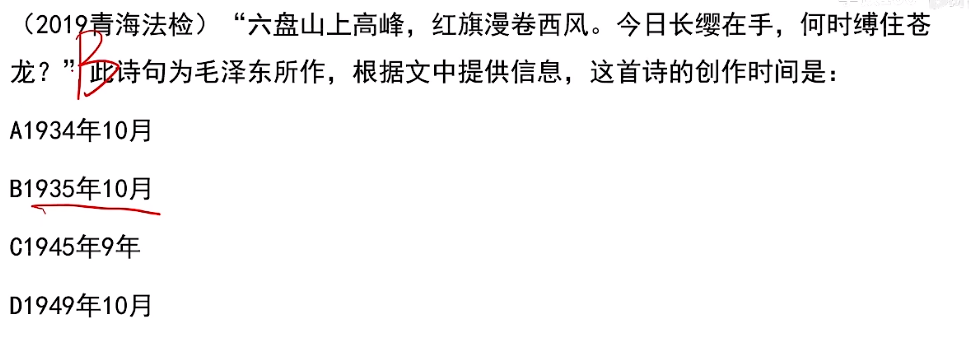 （2019青海法检）“六盘山上高峰，红旗漫卷西风。今日长缨在手，何时缚住苍
龙？”此诗句为毛泽东所作，根据文中提供信息，这首诗的创作时间是：
B
A1934年10月
B1935年10月
C1945年9年
D1949年10月